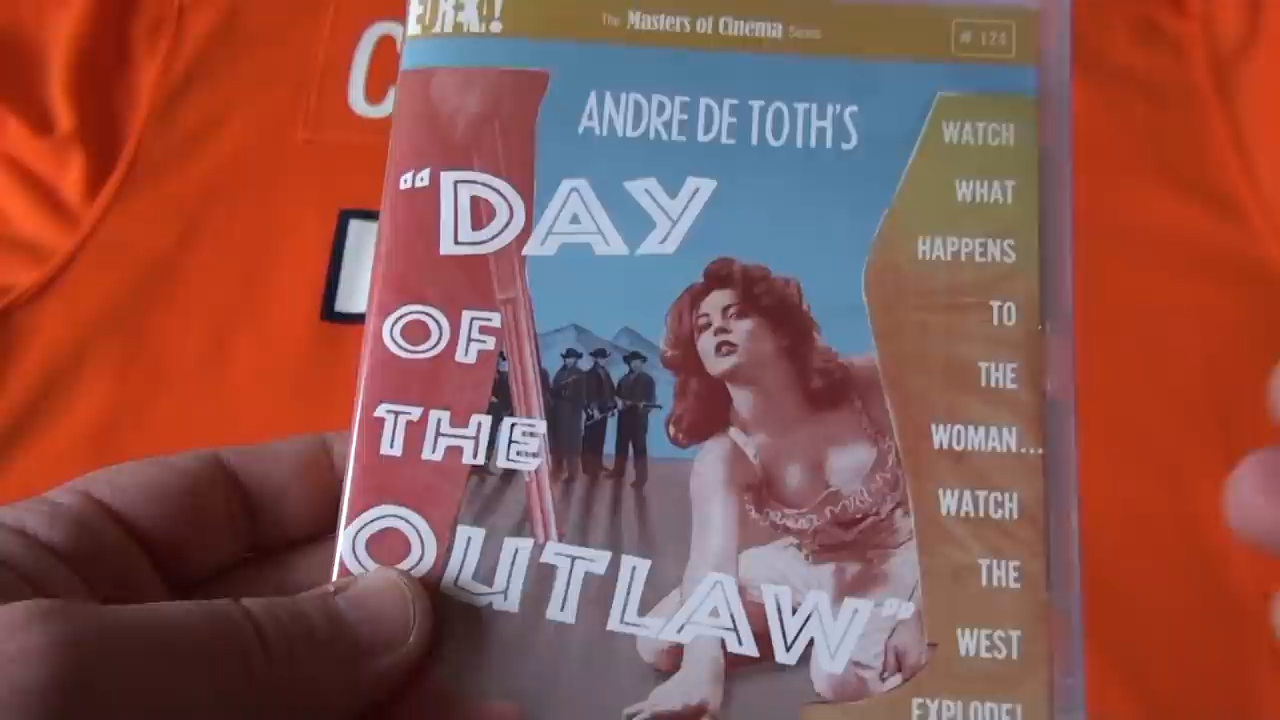 C
EUREKA!
The Masters of Cinema Series
# 124
ANDRE DE TOTH'S
"DAY
OF
THE
OUTLAW"
WATCH
WHAT
HAPPENS
TO
THE
WOMAN...
WATCH
THE
WEST
EXPLODE!